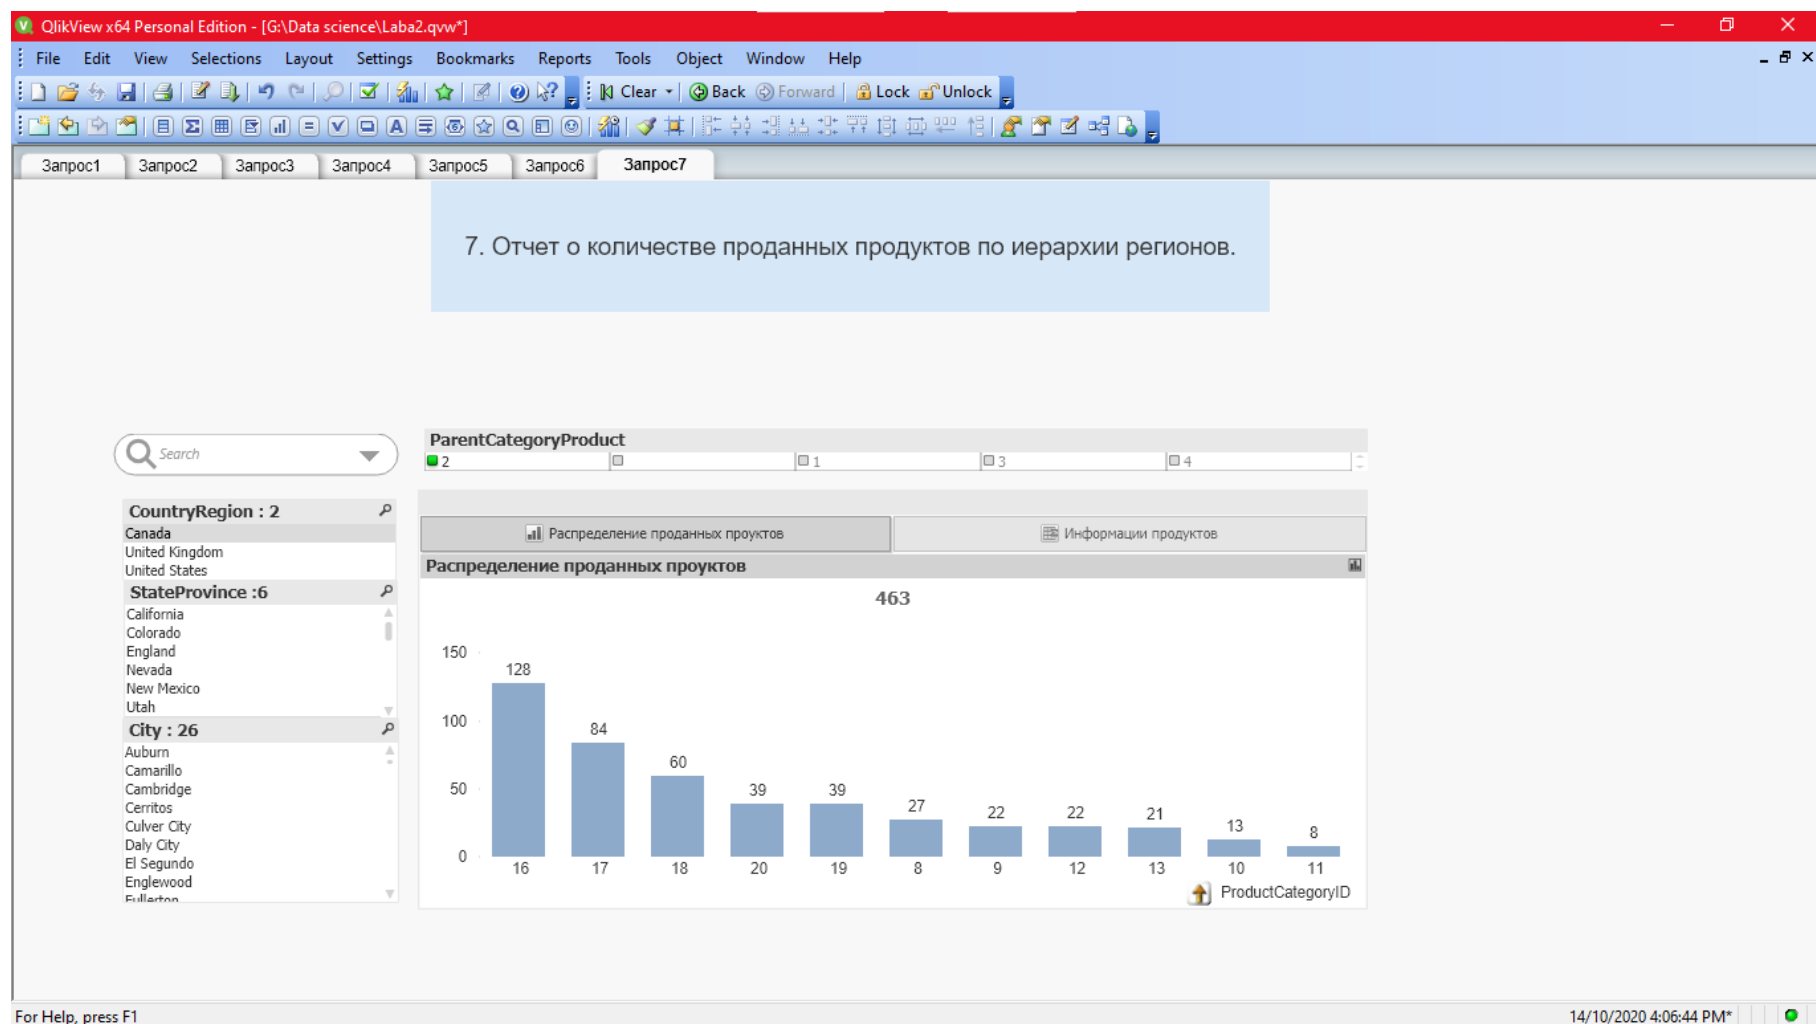 QlikView x64 Personal Edition - [G:\Data science\Laba2.qvw*]
File Edit View Selections Layout Settings Bookmarks Reports Tools Object Window Help
Clear Back Forward Lock Unlock
Запрос1 Запрос2 Запрос3 Запрос4 Запрос5 Запрос6 Запрос7
7. Отчет о количестве проданных продуктов по иерархии регионов.
Search
ParentCategoryProduct
2 1 3 4
CountryRegion : 2
Canada
United Kingdom
United States
StateProvince :6
California
Colorado
England
Nevada
New Mexico
Utah
City : 26
Auburn
Camarillo
Cambridge
Cerritos
Culver City
Daly City
El Segundo
Englewood
Fullerton
Распределение проданных проуктов Информации продуктов
Распределение проданных проуктов
463
150
100
50
0
128 84 60 39 39 27 22 22 21 13 8
16 17 18 20 19 8 9 12 13 10 11
ProductCategoryID
For Help, press F1 14/10/2020 4:06:44 PM*